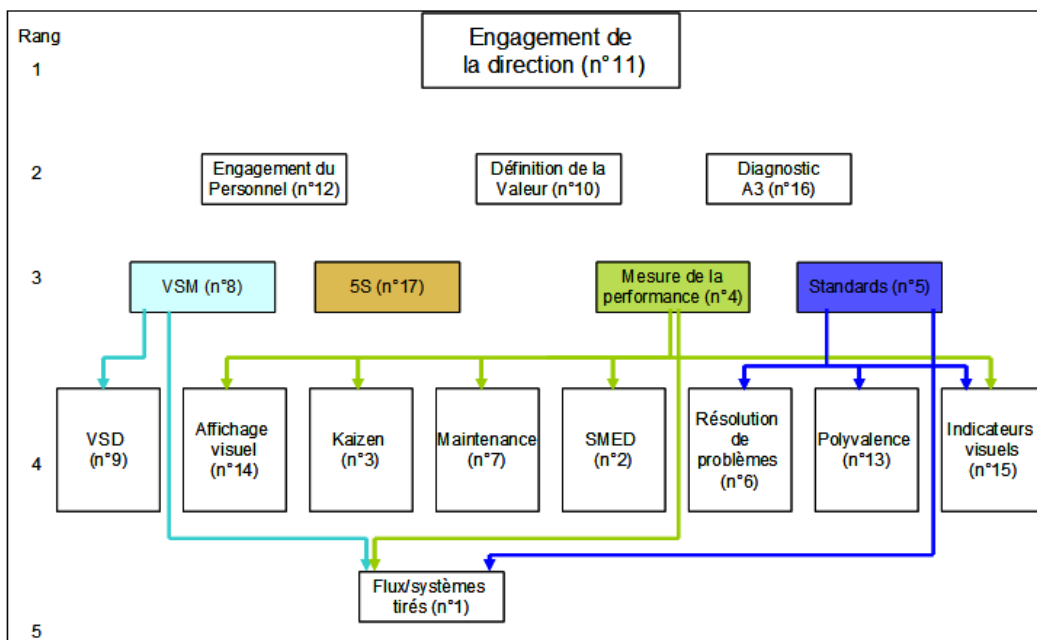 Rang
1
Engagement de
la direction (n°11)
2
Engagement du
Personnel (n°12)
Définition de la
Valeur (n°10)
Diagnostic
A3 (n°16)
3
VSM (n°8)
5S (n°17)
Mesure de la
performance (n°4)
Standards (n°5)
4
VSD
(n°9)
Affichage
visuel
(n°14)
Kaizen
(n°3)
Maintenance
(n°7)
SMED
(n°2)
Résolution
de
problèmes
(n°6)
Polyvalence
(n°13)
Indicateurs
visuels
(n°15)
Flux/systèmes
tirés (n°1)
5